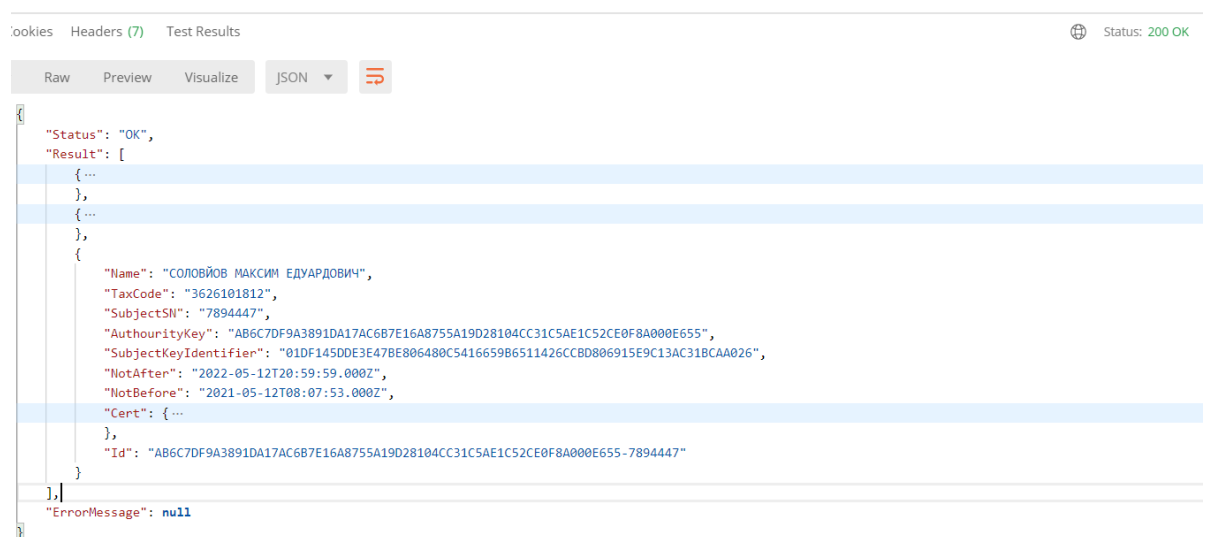 ookies Headers (7) Test Results Status: 200 OK
Raw Preview Visualize JSON
{
"Status": "OK",
"Result": [
{ ...
},
{ ...
},
{
"Name": "СОЛОВЙОВ МАКСИМ ЕДУАРДОВИЧ",
"TaxCode": "3626101812",
"SubjectSN": "7894447",
"AuthourityKey": "AB6C7DF9A3891DA17AC6B7E16A8755A19D28104CC31C5AE1C52CE0F8A000E655",
"SubjectKeyIdentifier": "01DF145DDE3E47BE806480C5416659B6511426CCBD806915E9C13AC31BCAA026",
"NotAfter": "2022-05-12T20:59:59.000Z",
"NotBefore": "2021-05-12T08:07:53.000Z",
"Cert": { ...
},
"Id": "AB6C7DF9A3891DA17AC6B7E16A8755A19D28104CC31C5AE1C52CE0F8A000E655-7894447"
}
],
"ErrorMessage": null
}